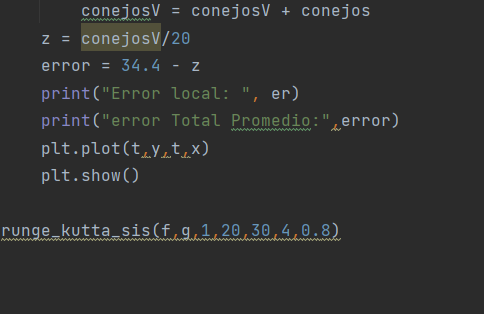 conejosV = conejosV + conejos
z = conejosV/20
error = 34.4 - z
print("Error local: ", er)
print("error Total Promedio:",error)
plt.plot(t,y,t,x)
plt.show()
runge_kutta_sis(f,g,1,20,30,4,0.8)